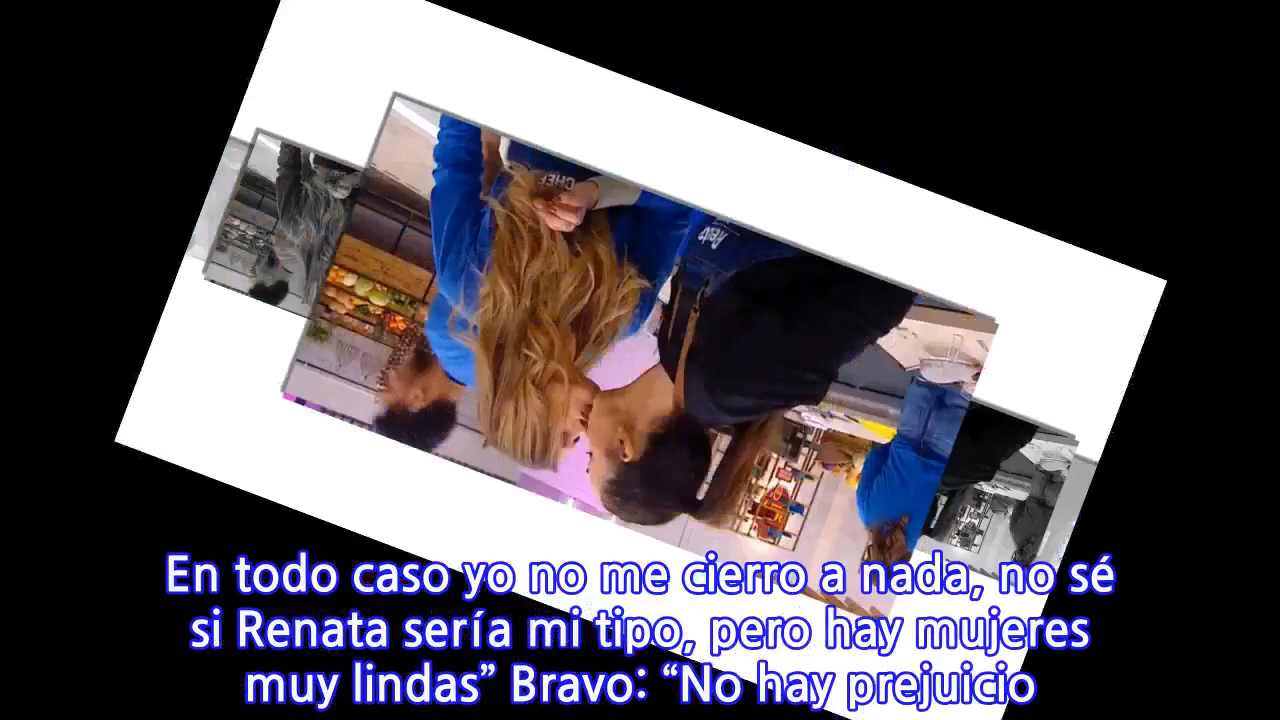 CHEF
En todo caso yo no me cierro a nada, no sé
si Renata sería mi tipo, pero hay mujeres
muy lindas” Bravo: “No hay prejuicio